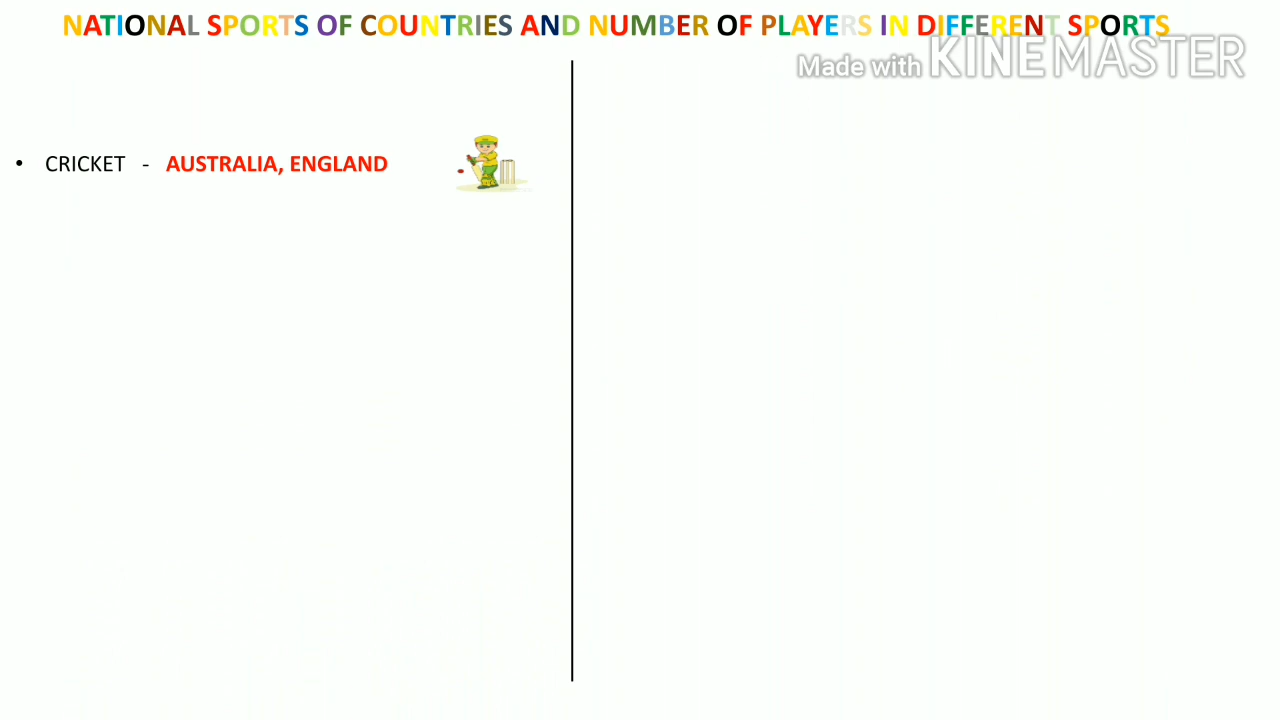 NATIONAL SPORTS OF COUNTRIES AND NUMBER OF PLAYERS IN DIFFERENT SPORTS
Made with KINEMASTER
• CRICKET - AUSTRALIA, ENGLAND